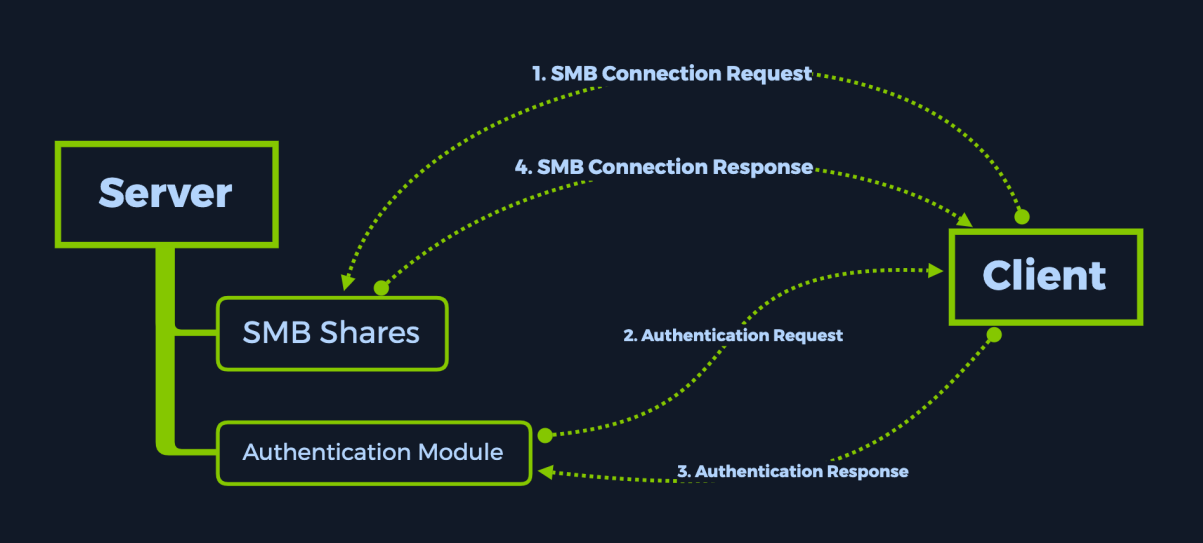 1. SMB Connection Request
4. SMB Connection Response
Server
Client
SMB Shares
2. Authentication Request
Authentication Module
3. Authentication Response